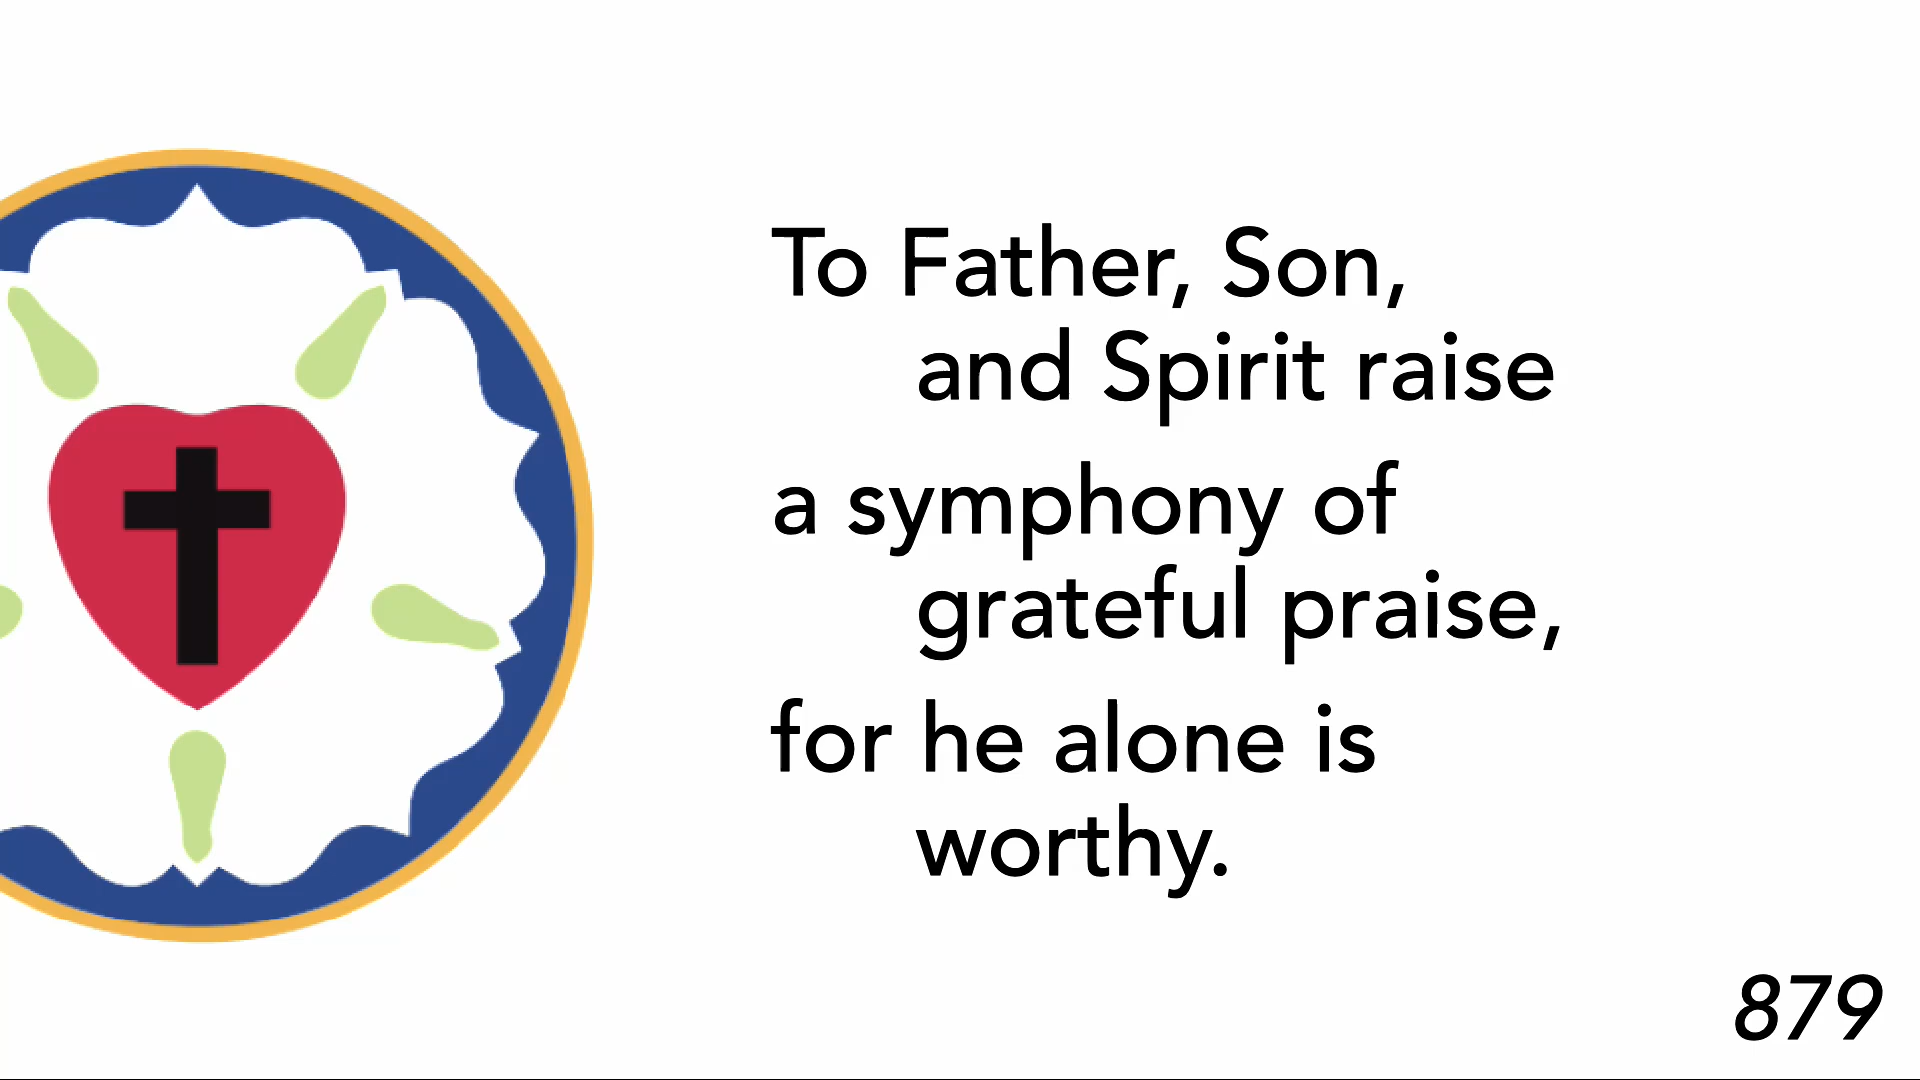 To Father, Son,
and Spirit raise
a symphony of
grateful praise,
for he alone is
worthy.
879